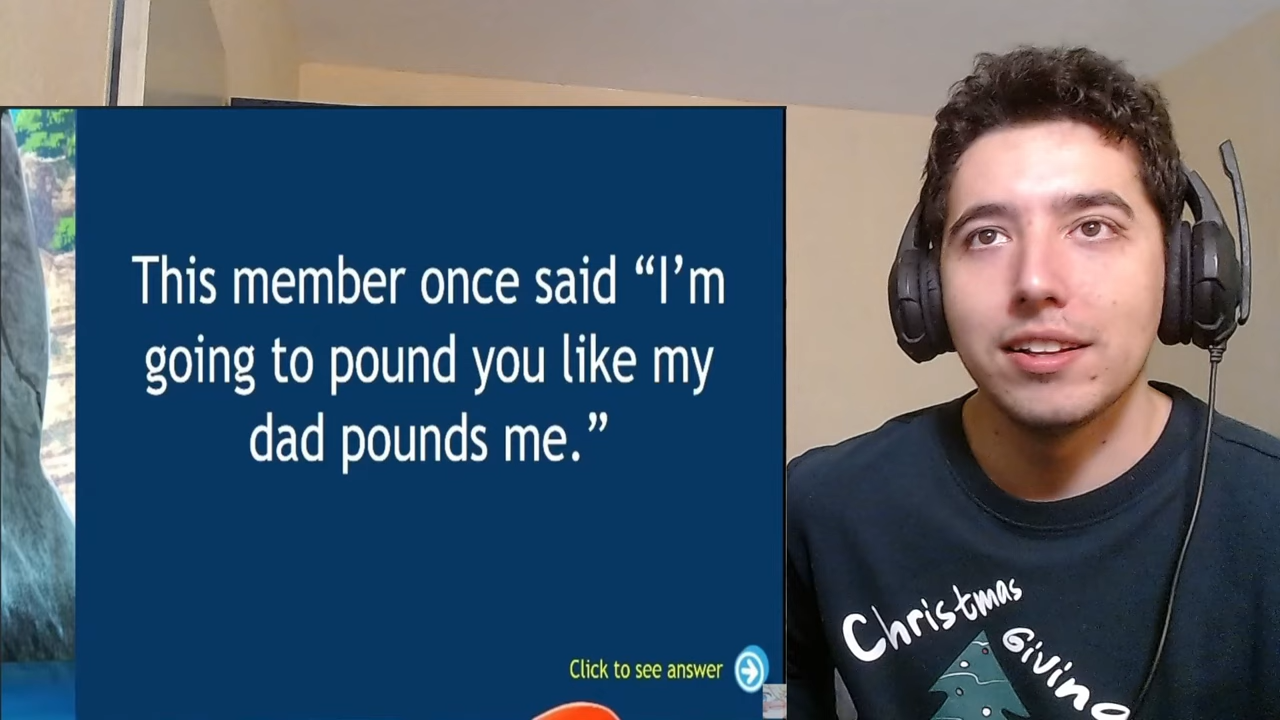 This member once said “I’m
going to pound you like my
dad pounds me.”
Click to see answer
Christmas
Giving